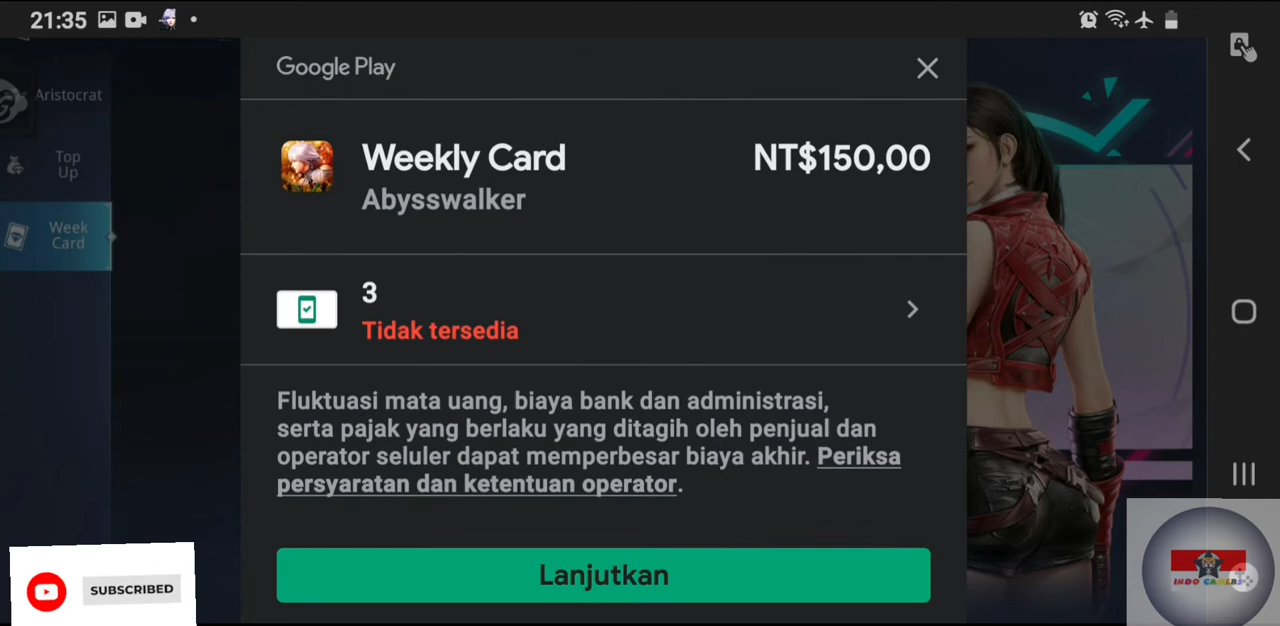 21:35
Google Play
Aristocrat
Weekly Card
NT$150,00
Abysswalker
Top
Up
Week
Card
3
Tidak tersedia
Fluktuasi mata uang, biaya bank dan administrasi,
serta pajak yang berlaku yang ditagih oleh penjual dan
operator seluler dapat memperbesar biaya akhir. Periksa
persyaratan dan ketentuan operator.
Lanjutkan
SUBSCRIBED
INDO GAMERS